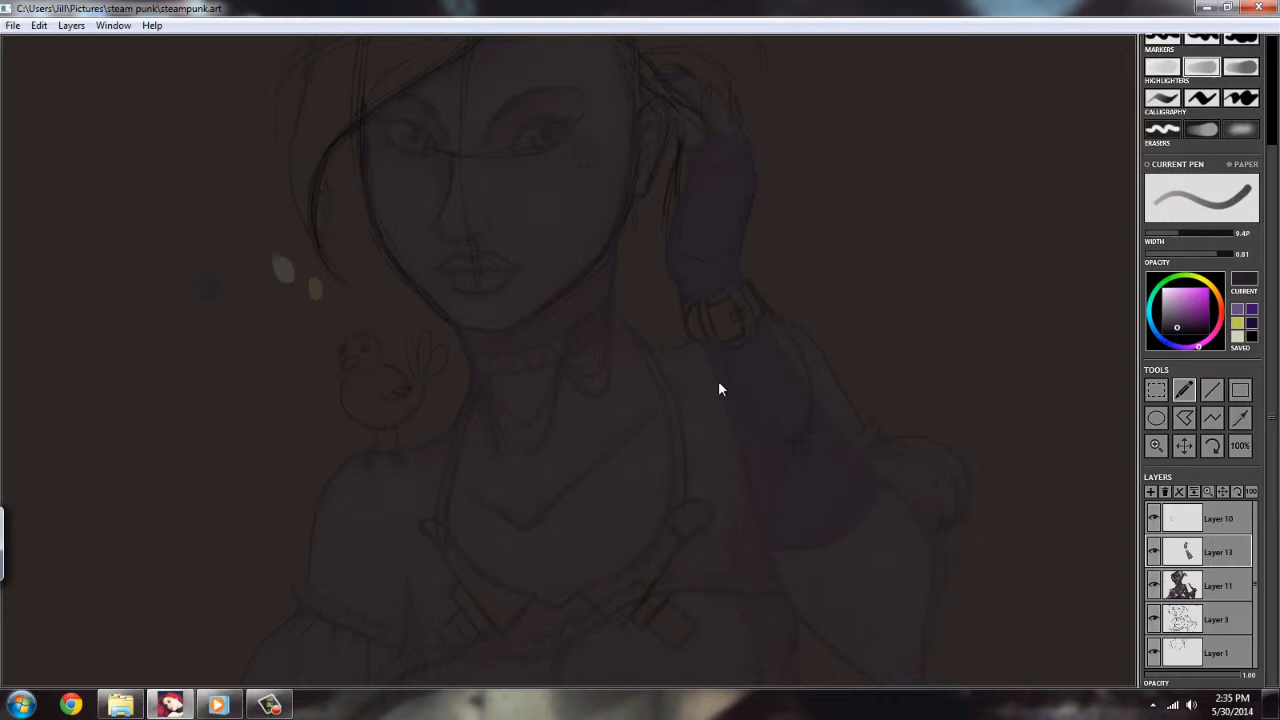 C:\Users\Jill\Pictures\steam punk\steampunk.art
File Edit Layers Window Help
MARKERS
HIGHLIGHTERS
CALLIGRAPHY
ERASERS
CURRENT PEN PAPER
9.4P
WIDTH
0.81
OPACITY
CURRENT
SAVED
TOOLS
100%
LAYERS
100
Layer 10
Layer 13
Layer 11
Layer 3
Layer 1
1.00
OPACITY
2:35 PM
5/30/2014